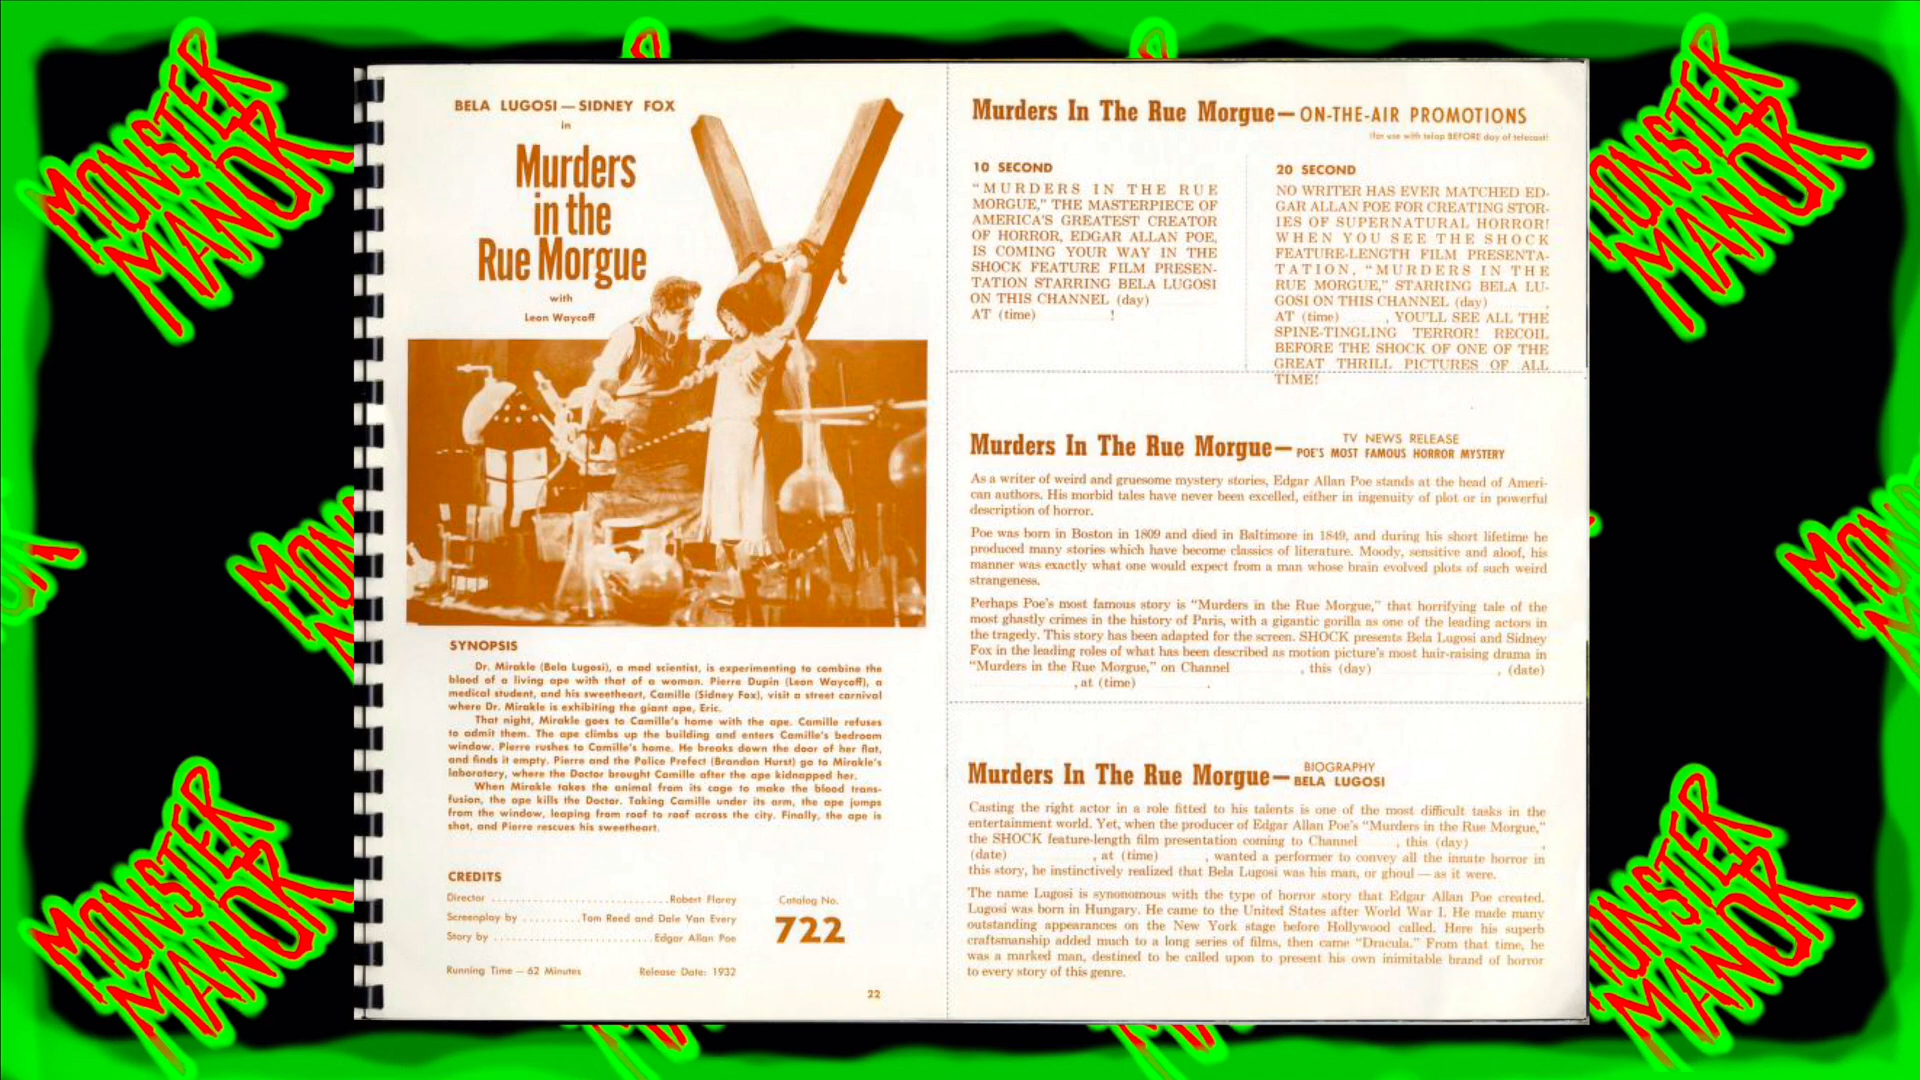 MONSTER
MANOR
MONSTER
MANOR
BELA LUGOSI — SIDNEY FOX
in
Murders
in the
Rue Morgue
with
Leon Waycoff
SYNOPSIS
Dr. Mirakle (Bela Lugosi), a mad scientist, is experimenting to combine the
blood of a living ape with that of a woman. Pierre Dupin (Leon Waycoff), a
medical student, and his sweetheart, Camille (Sidney Fox), visit a street carnival
where Dr. Mirakle is exhibiting the giant ape, Eric.
That night, Mirakle goes to Camille's home with the ape. Camille refuses
to admit them. The ape climbs up the building and enters Camille's bedroom
window. Pierre rushes to Camille's home. He breaks down the door of her flat,
and finds it empty. Pierre and the Police Prefect (Brandon Hurst) go to Mirakle's
laboratory, where the Doctor brought Camille after the ape kidnapped her.
When Mirakle takes the animal from its cage to make the blood trans-
fusion, the ape kills the Doctor. Taking Camille under its arm, the ape jumps
from the window, leaping from roof to roof across the city. Finally, the ape is
shot, and Pierre rescues his sweetheart.
CREDITS
Director ........ Robert Florey
Screenplay by ........ Tom Reed and Dale Van Every
Story by ........ Edgar Allan Poe
Catalog No.
722
Running Time — 62 Minutes Release Date: 1932
22
Murders In The Rue Morgue— ON-THE-AIR PROMOTIONS
(for use with telop BEFORE day of telecast)
10 SECOND
"MURDERS IN THE RUE
MORGUE," THE MASTERPIECE OF
AMERICA'S GREATEST CREATOR
OF HORROR, EDGAR ALLAN POE,
IS COMING YOUR WAY IN THE
SHOCK FEATURE FILM PRESEN-
TATION STARRING BELA LUGOSI
ON THIS CHANNEL (day)
AT (time) !
20 SECOND
NO WRITER HAS EVER MATCHED ED-
GAR ALLAN POE FOR CREATING STOR-
IES OF SUPERNATURAL HORROR!
WHEN YOU SEE THE SHOCK
FEATURE-LENGTH FILM PRESENTA-
TATION, "MURDERS IN THE
RUE MORGUE," STARRING BELA LU-
GOSI ON THIS CHANNEL (day) ,
AT (time) , YOU'LL SEE ALL THE
SPINE-TINGLING TERROR! RECOIL
BEFORE THE SHOCK OF ONE OF THE
GREAT THRILL PICTURES OF ALL
TIME!
Murders In The Rue Morgue— TV NEWS RELEASE
POE'S MOST FAMOUS HORROR MYSTERY
As a writer of weird and gruesome mystery stories, Edgar Allan Poe stands at the head of Ameri-
can authors. His morbid tales have never been excelled, either in ingenuity of plot or in powerful
description of horror.
Poe was born in Boston in 1809 and died in Baltimore in 1849, and during his short lifetime he
produced many stories which have become classics of literature. Moody, sensitive and aloof, his
manner was exactly what one would expect from a man whose brain evolved plots of such weird
strangeness.
Perhaps Poe's most famous story is "Murders in the Rue Morgue," that horrifying tale of the
most ghastly crimes in the history of Paris, with a gigantic gorilla as one of the leading actors in
the tragedy. This story has been adapted for the screen. SHOCK presents Bela Lugosi and Sidney
Fox in the leading roles of what has been described as motion picture's most hair-raising drama in
"Murders in the Rue Morgue," on Channel , this (day) , (date)
, at (time) .
Murders In The Rue Morgue— BIOGRAPHY
BELA LUGOSI
Casting the right actor in a role fitted to his talents is one of the most difficult tasks in the
entertainment world. Yet, when the producer of Edgar Allan Poe's "Murders in the Rue Morgue,"
the SHOCK feature-length film presentation coming to Channel , this (day) ,
(date) , at (time) , wanted a performer to convey all the innate horror in
this story, he instinctively realized that Bela Lugosi was his man, or ghoul — as it were.
The name Lugosi is synonomous with the type of horror story that Edgar Allan Poe created.
Lugosi was born in Hungary. He came to the United States after World War I. He made many
outstanding appearances on the New York stage before Hollywood called. Here his superb
craftsmanship added much to a long series of films, then came "Dracula." From that time, he
was a marked man, destined to be called upon to present his own inimitable brand of horror
to every story of this genre.
MONSTER
MANOR
MONSTER
MANOR